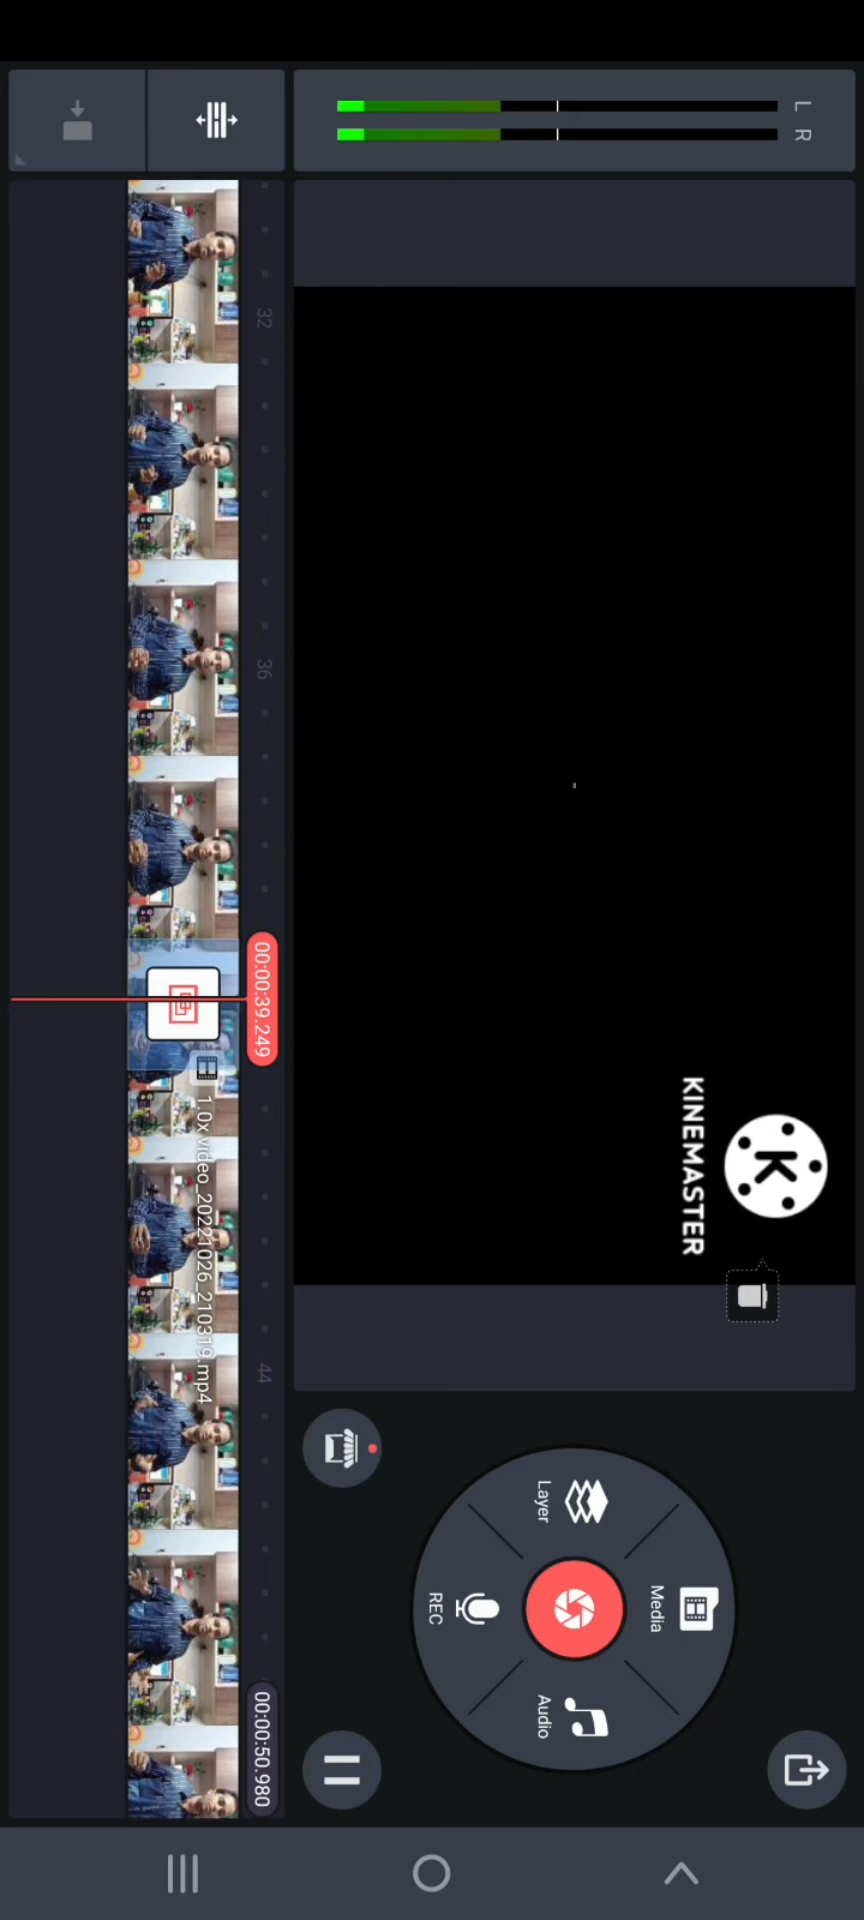 L
R
KINEMASTER
Media
Layer
REC
Audio
32
36
00:00:39.249
44
00:00:50.980
1.0x video_20221026_210319.mp4